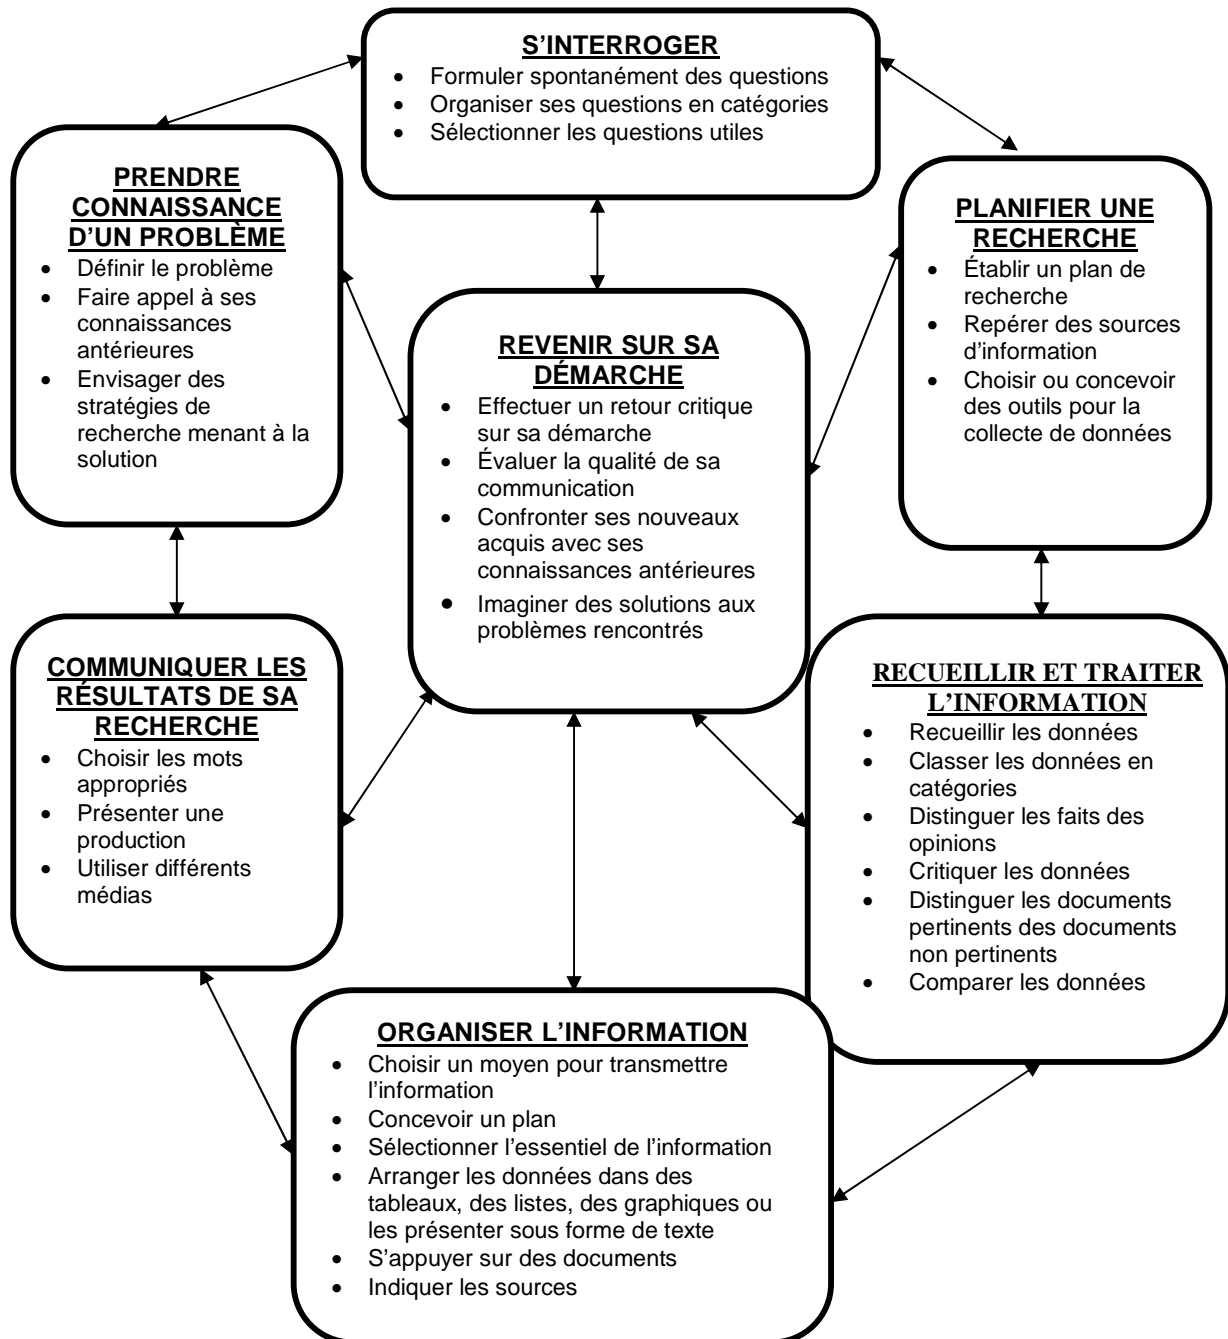 S'INTERROGER
• Formuler spontanément des questions
• Organiser ses questions en catégories
• Sélectionner les questions utiles
PRENDRE
CONNAISSANCE
D'UN PROBLÈME
• Définir le problème
• Faire appel à ses
connaissances
antérieures
• Envisager des
stratégies de
recherche menant à la
solution
PLANIFIER UNE
RECHERCHE
• Établir un plan de
recherche
• Repérer des sources
d'information
• Choisir ou concevoir
des outils pour la
collecte de données
REVENIR SUR SA
DÉMARCHE
• Effectuer un retour critique
sur sa démarche
• Évaluer la qualité de sa
communication
• Confronter ses nouveaux
acquis avec ses
connaissances antérieures
• Imaginer des solutions aux
problèmes rencontrés
COMMUNIQUER LES
RÉSULTATS DE SA
RECHERCHE
• Choisir les mots
appropriés
• Présenter une
production
• Utiliser différents
médias
RECUEILLIR ET TRAITER
L'INFORMATION
• Recueillir les données
• Classer les données en
catégories
• Distinguer les faits des
opinions
• Critiquer les données
• Distinguer les documents
pertinents des documents
non pertinents
• Comparer les données
ORGANISER L'INFORMATION
• Choisir un moyen pour transmettre
l'information
• Concevoir un plan
• Sélectionner l'essentiel de l'information
• Arranger les données dans des
tableaux, des listes, des graphiques ou
les présenter sous forme de texte
• S'appuyer sur des documents
• Indiquer les sources